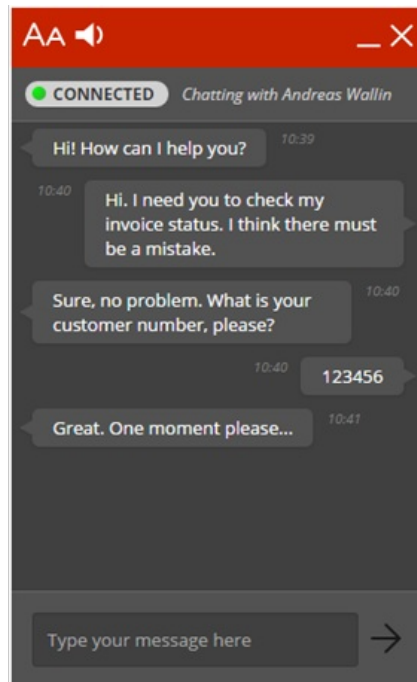 AA
CONNECTED Chatting with Andreas Wallin
Hi! How can I help you? 10:39
10:40 Hi. I need you to check my
invoice status. I think there must
be a mistake.
Sure, no problem. What is your 10:40
customer number, please?
10:40 123456
Great. One moment please... 10:41
Type your message here